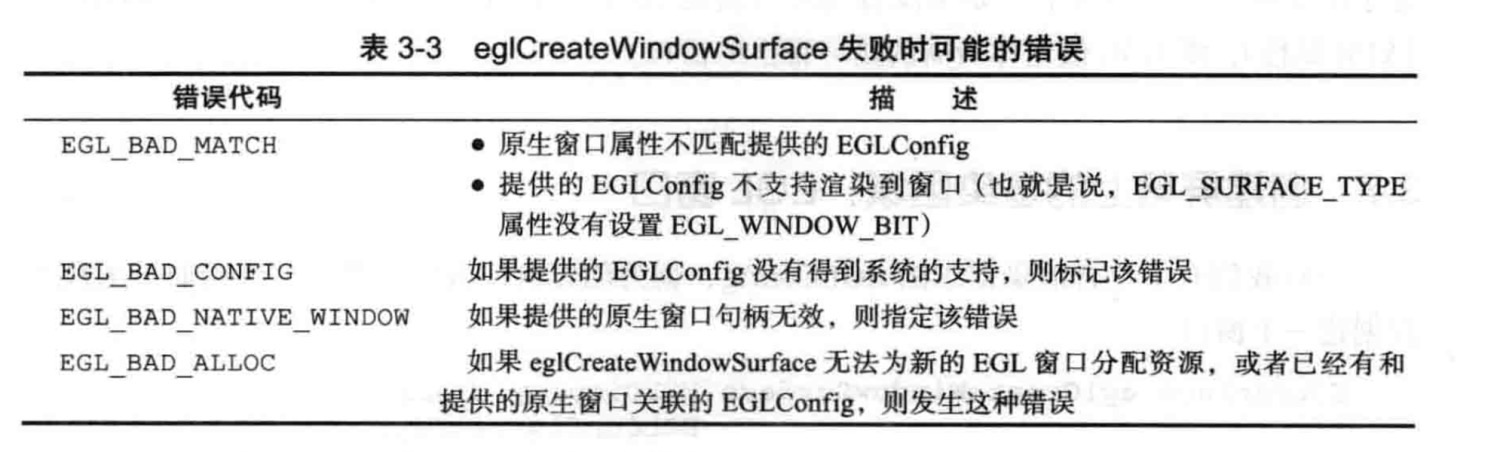 表 3-3 eglCreateWindowSurface 失败时可能的错误
错误代码 描 述
EGL_BAD_MATCH ● 原生窗口属性不匹配提供的 EGLConfig
● 提供的 EGLConfig 不支持渲染到窗口（也就是说，EGL_SURFACE_TYPE
属性没有设置 EGL_WINDOW_BIT）
EGL_BAD_CONFIG 如果提供的 EGLConfig 没有得到系统的支持，则标记该错误
EGL_BAD_NATIVE_WINDOW 如果提供的原生窗口句柄无效，则指定该错误
EGL_BAD_ALLOC 如果 eglCreateWindowSurface 无法为新的 EGL 窗口分配资源，或者已经有和
提供的原生窗口关联的 EGLConfig，则发生这种错误